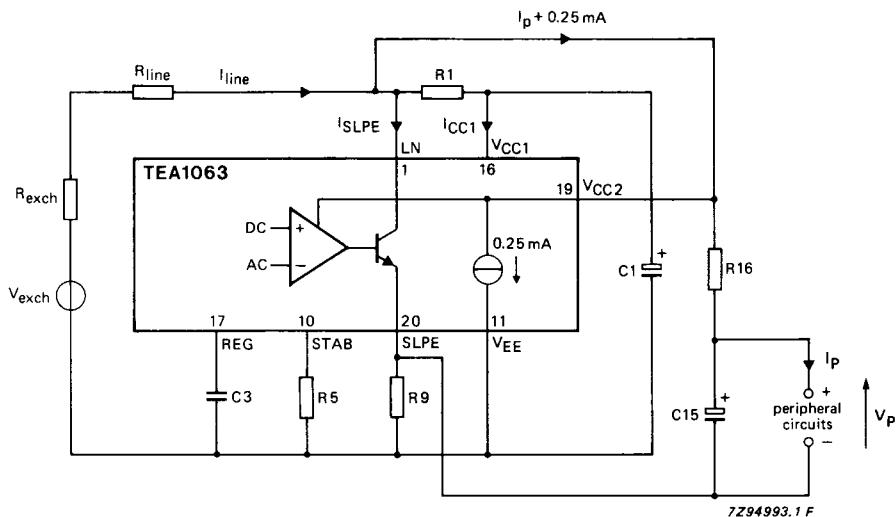 Ip + 0.25 mA
Rline
Iline
R1
ISLPE
ICC1
LN
VCC1
1
16
TEA1063
19
VCC2
Rexch
DC
+
0.25 mA
AC
−
C1
+
R16
Vexch
17
10
20
11
REG
STAB
SLPE
VEE
IP
C3
R5
R9
C15
+
+
peripheral
circuits
−
VP
7Z94993.1 F